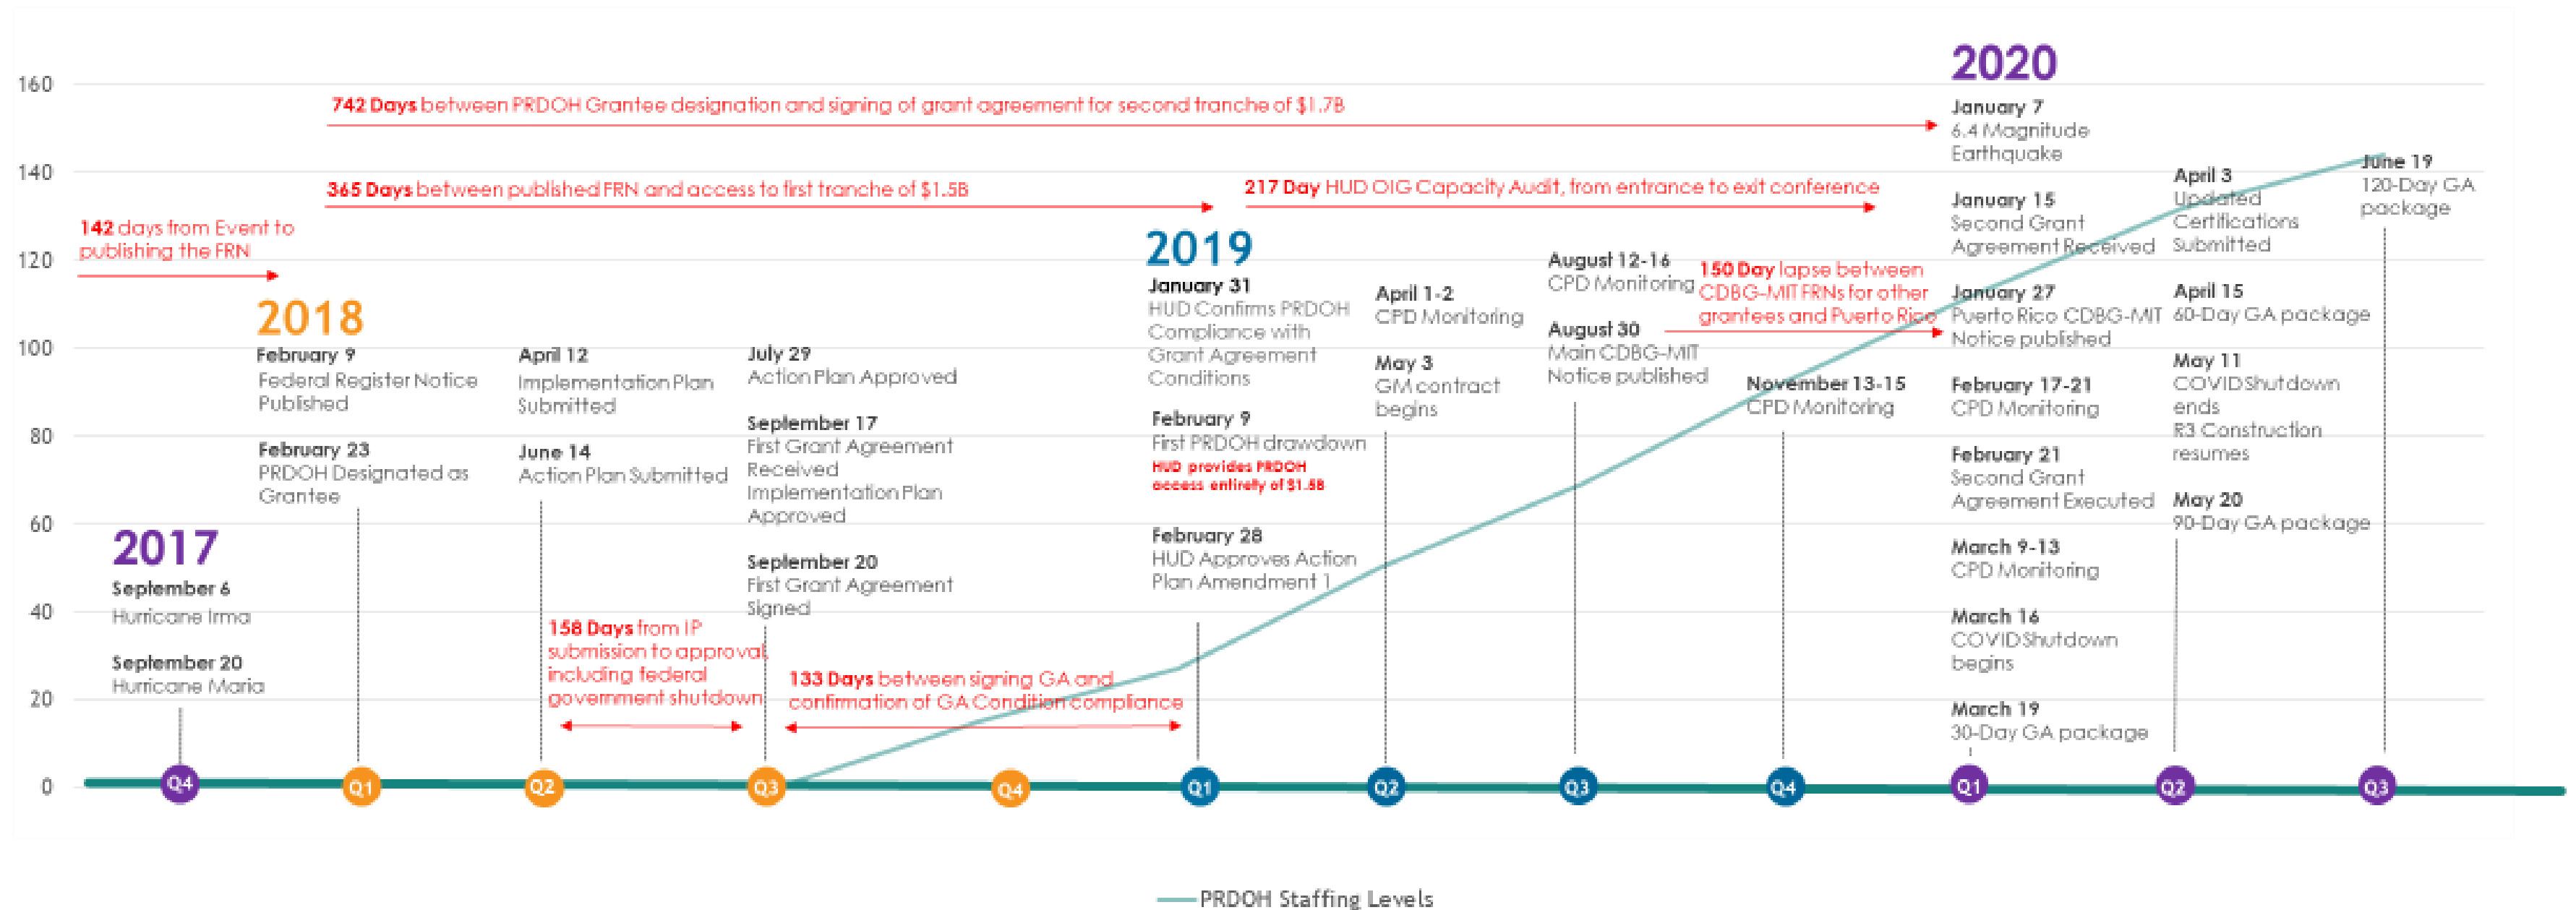 160
140
120
100
80
60
40
20
0
742 Days between PRDOH Grantee designation and signing of grant agreement for second tranche of $1.7B
365 Days between published FRN and access to first tranche of $1.5B
217 Day HUD OIG Capacity Audit, from entrance to exit conference
142 days from Event to
publishing the FRN
2017
September 6
Hurricane Irma
September 20
Hurricane Maria
2018
February 9
Federal Register Notice
Published
February 23
PRDOH Designated as
Grantee
April 12
Implementation Plan
Submitted
June 14
Action Plan Submitted
158 Days from IP
submission to approval,
including federal
government shutdown
July 29
Action Plan Approved
September 17
First Grant Agreement
Received
Implementation Plan
Approved
September 20
First Grant Agreement
Signed
133 Days between signing GA and
confirmation of GA Condition compliance
2019
January 31
HUD Confirms PRDOH
Compliance with
Grant Agreement
Conditions
February 9
First PRDOH drawdown
HUD provides PRDOH
access entirety of $1.5B
February 28
HUD Approves Action
Plan Amendment 1
April 1-2
CPD Monitoring
May 3
GM contract
begins
August 12-16
CPD Monitoring
August 30
Main CDBG-MIT
Notice published
150 Day lapse between
CDBG-MIT FRNs for other
grantees and Puerto Rico
November 13-15
CPD Monitoring
2020
January 7
6.4 Magnitude
Earthquake
January 15
Second Grant
Agreement Received
January 27
Puerto Rico CDBG-MIT
Notice published
February 17-21
CPD Monitoring
February 21
Second Grant
Agreement Executed
March 9-13
CPD Monitoring
March 16
COVID Shutdown
begins
March 19
30-Day GA package
April 3
Updated
Certifications
Submitted
April 15
60-Day GA package
May 11
COVID Shutdown
ends
R3 Construction
resumes
May 20
90-Day GA package
June 19
120-Day GA
package
Q4
Q1
Q2
Q3
Q4
Q1
Q2
Q3
Q4
Q1
Q2
Q3
PRDOH Staffing Levels